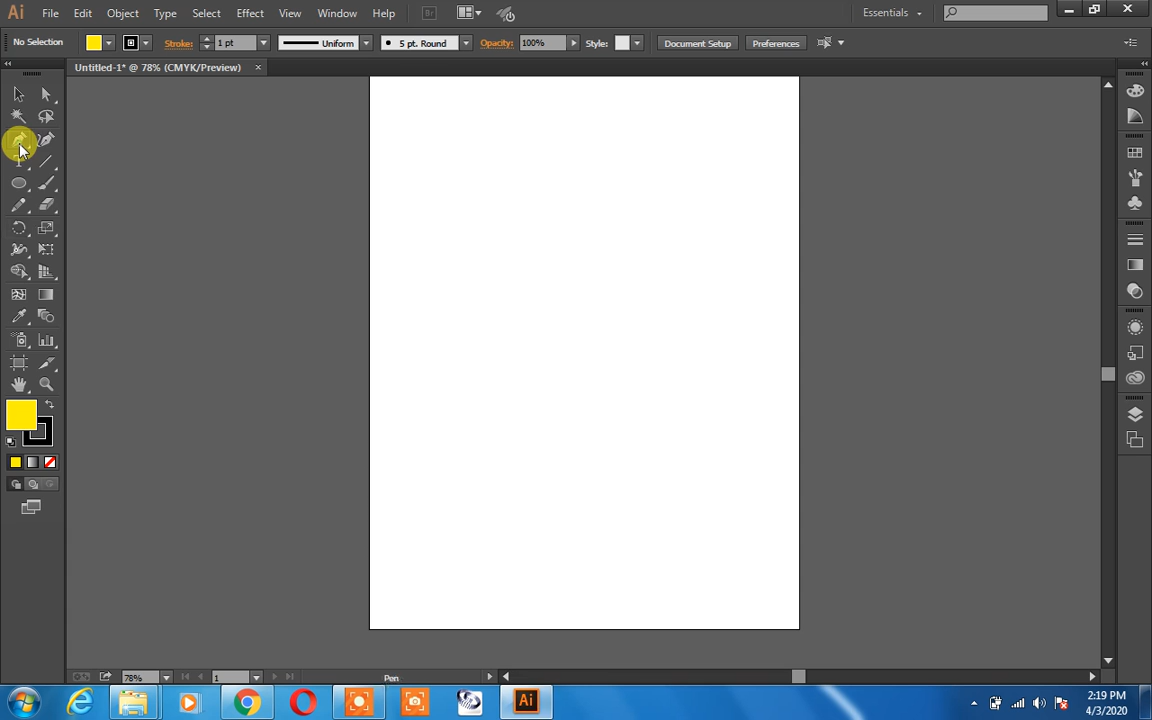 Ai File Edit Object Type Select Effect View Window Help Br Essentials
No Selection Stroke: 1 pt Uniform 5 pt. Round Opacity: 100% Style: Document Setup Preferences
Untitled-1* @ 78% (CMYK/Preview) ×
T
78% 1 Pen
Ai 2:19 PM
4/3/2020